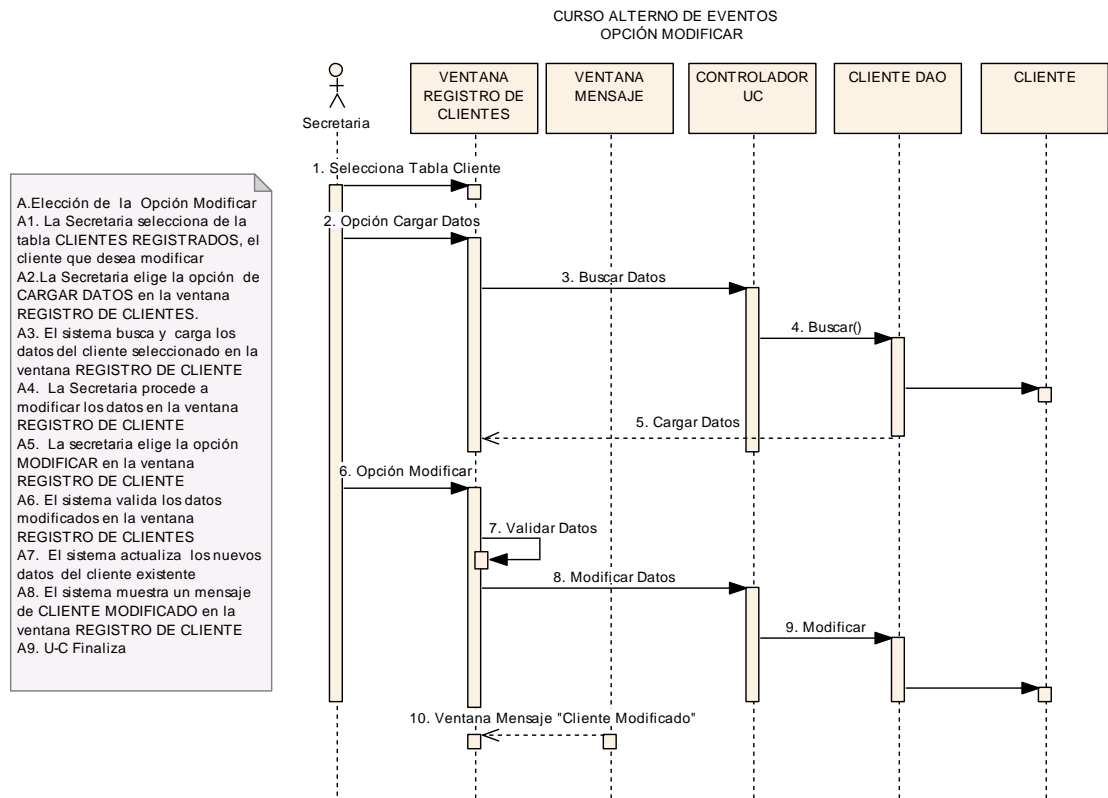 CURSO ALTERNO DE EVENTOS
OPCIÓN MODIFICAR
Secretaria
VENTANA
REGISTRO DE
CLIENTES
VENTANA
MENSAJE
CONTROLADOR
UC
CLIENTE DAO
CLIENTE
A.Elección de la Opción Modificar
A1. La Secretaria selecciona de la
tabla CLIENTES REGISTRADOS, el
cliente que desea modificar
A2.La Secretaria elige la opción de
CARGAR DATOS en la ventana
REGISTRO DE CLIENTES.
A3. El sistema busca y carga los
datos del cliente seleccionado en la
ventana REGISTRO DE CLIENTE
A4. La Secretaria procede a
modificar los datos en la ventana
REGISTRO DE CLIENTE
A5. La secretaria elige la opción
MODIFICAR en la ventana
REGISTRO DE CLIENTE
A6. El sistema valida los datos
modificados en la ventana
REGISTRO DE CLIENTES
A7. El sistema actualiza los nuevos
datos del cliente existente
A8. El sistema muestra un mensaje
de CLIENTE MODIFICADO en la
ventana REGISTRO DE CLIENTE
A9. U-C Finaliza
1. Selecciona Tabla Cliente
2. Opción Cargar Datos
3. Buscar Datos
4. Buscar()
5. Cargar Datos
6. Opción Modificar
7. Validar Datos
8. Modificar Datos
9. Modificar
10. Ventana Mensaje "Cliente Modificado"